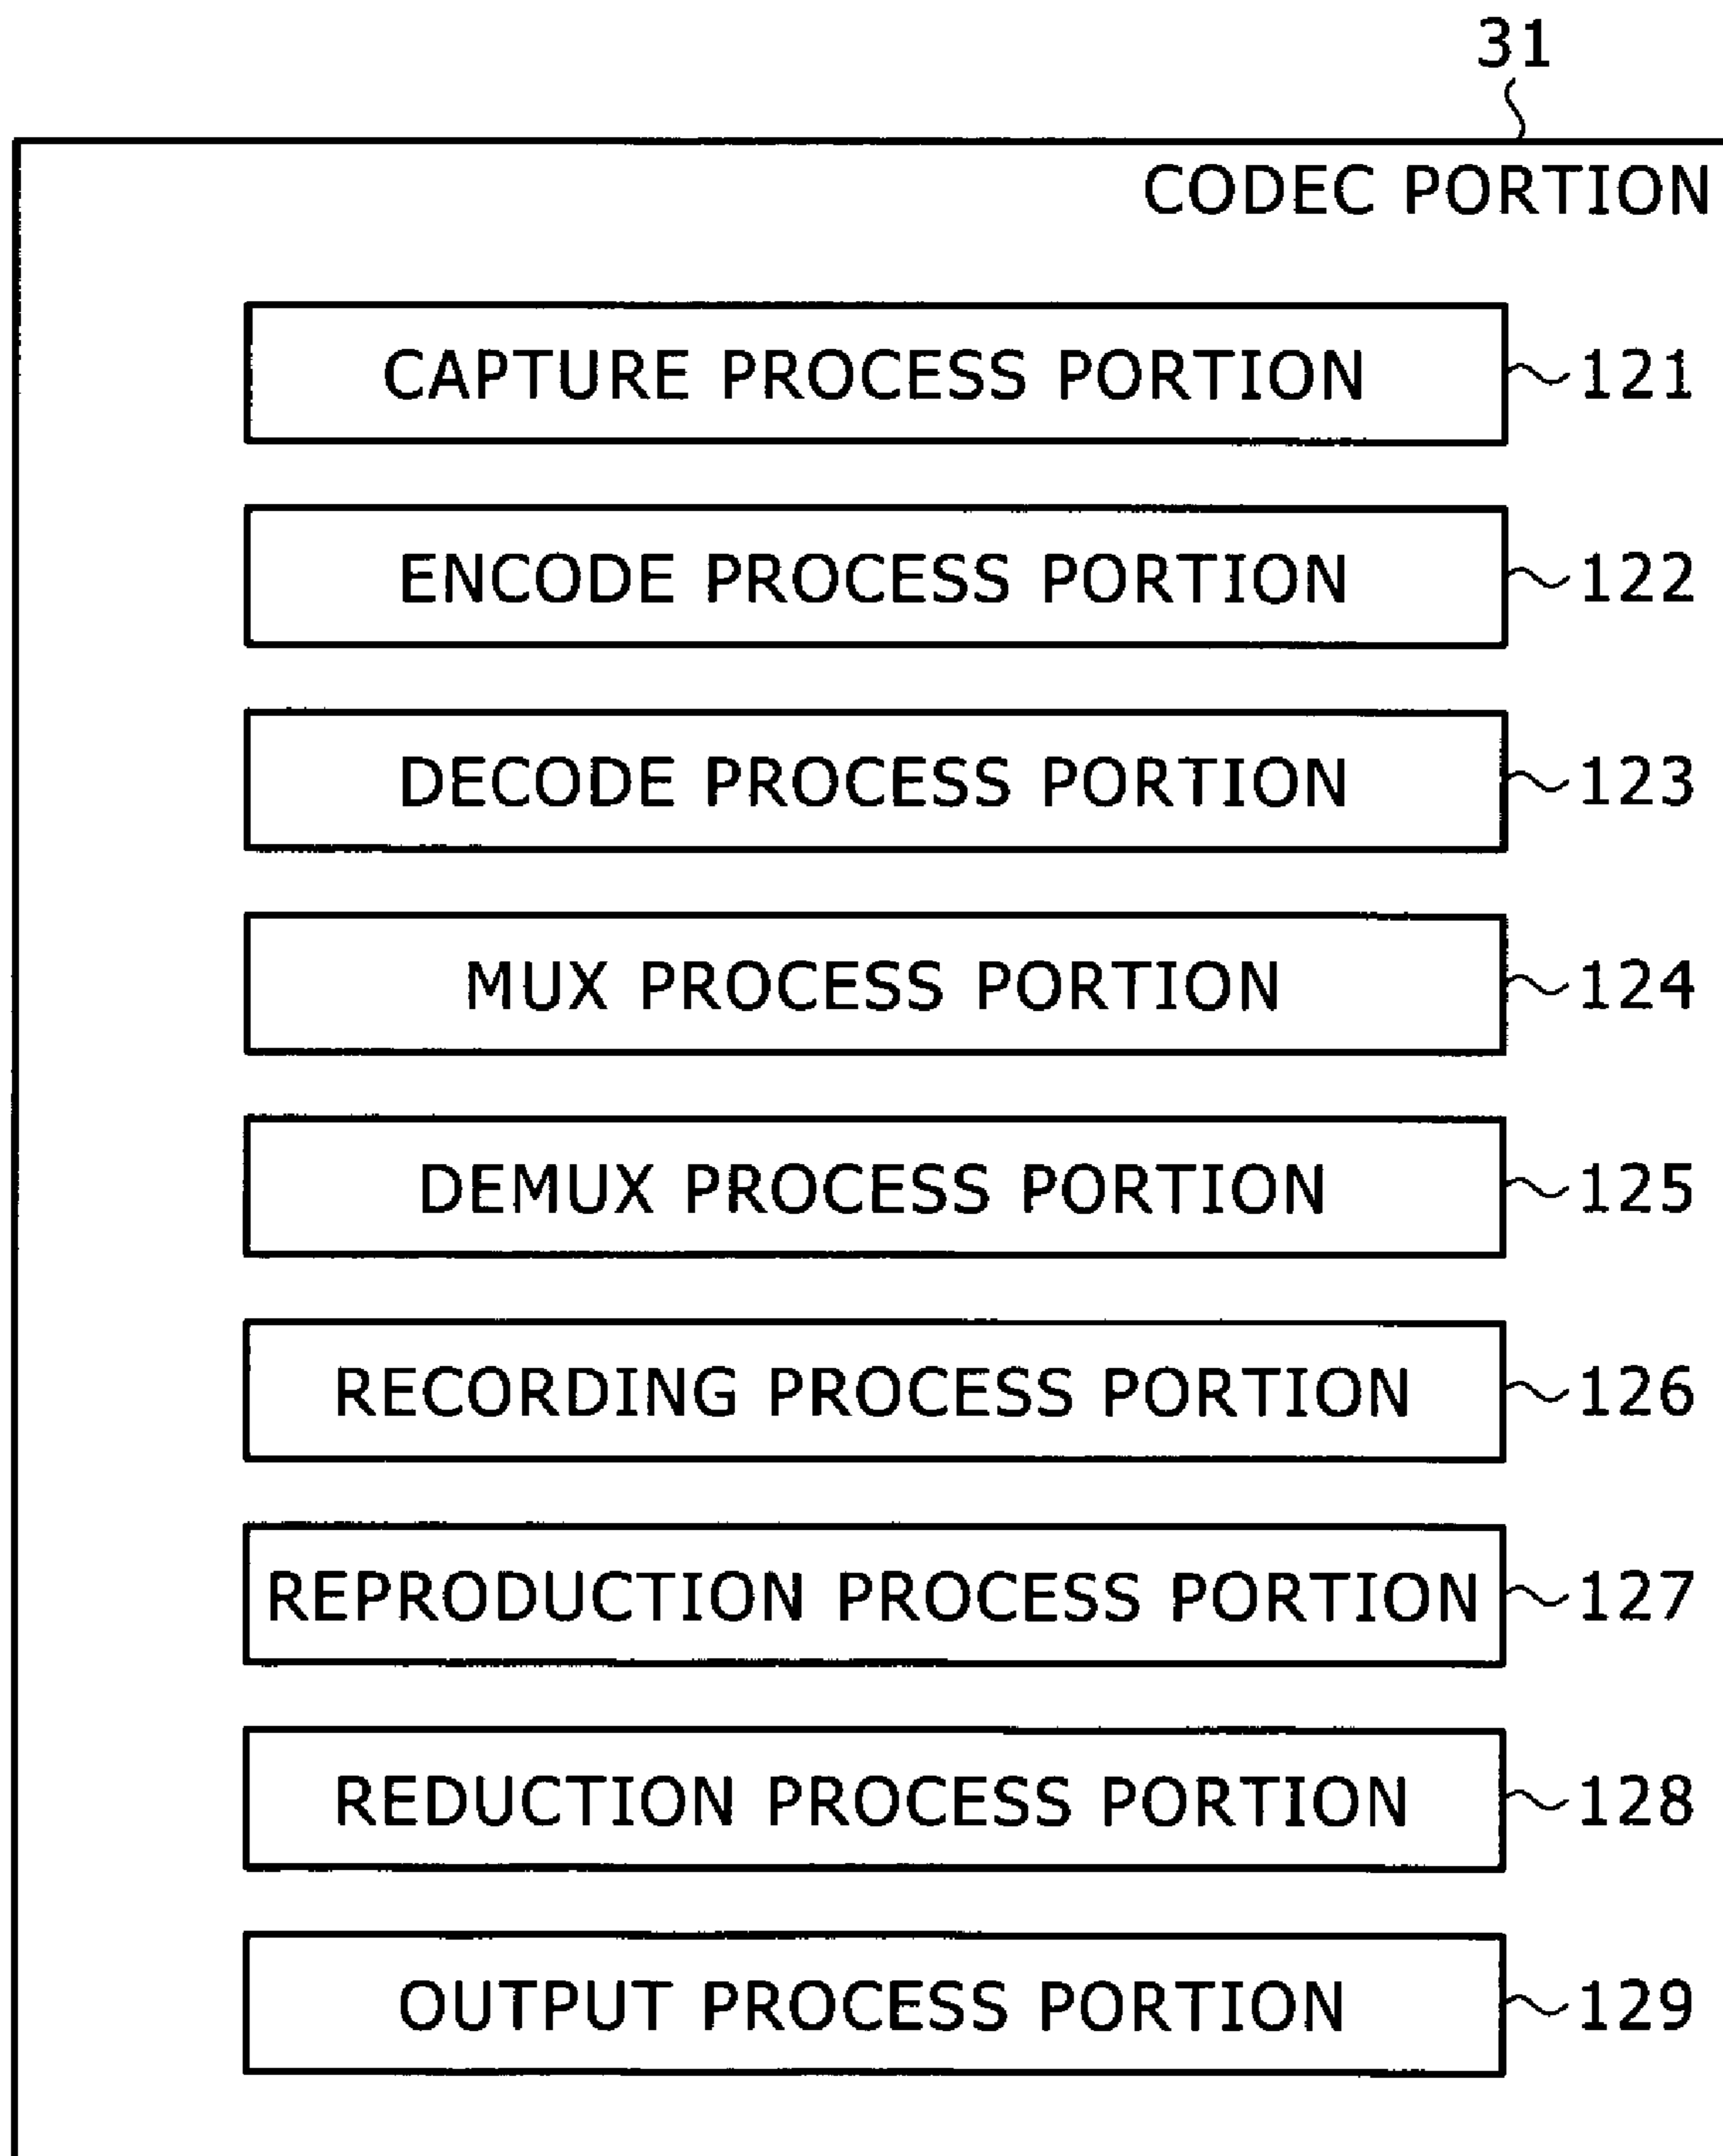 31
CODEC PORTION
CAPTURE PROCESS PORTION 121
ENCODE PROCESS PORTION 122
DECODE PROCESS PORTION 123
MUX PROCESS PORTION 124
DEMUX PROCESS PORTION 125
RECORDING PROCESS PORTION 126
REPRODUCTION PROCESS PORTION 127
REDUCTION PROCESS PORTION 128
OUTPUT PROCESS PORTION 129